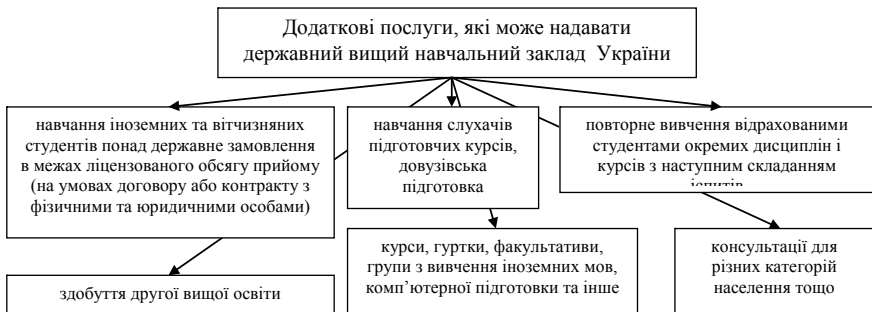 Додаткові послуги, які може надавати
державний вищий навчальний заклад України
навчання іноземних та вітчизняних
студентів понад державне замовлення
в межах ліцензованого обсягу прийому
(на умовах договору або контракту з
фізичними та юридичними особами)
навчання слухачів
підготовчих курсів,
довузівська
підготовка
повторне вивчення відрахованими
студентами окремих дисциплін і
курсів з наступним складанням
іспитів
здобуття другої вищої освіти
курси, гуртки, факультативи,
групи з вивчення іноземних мов,
комп’ютерної підготовки та інше
консультації для
різних категорій
населення тощо